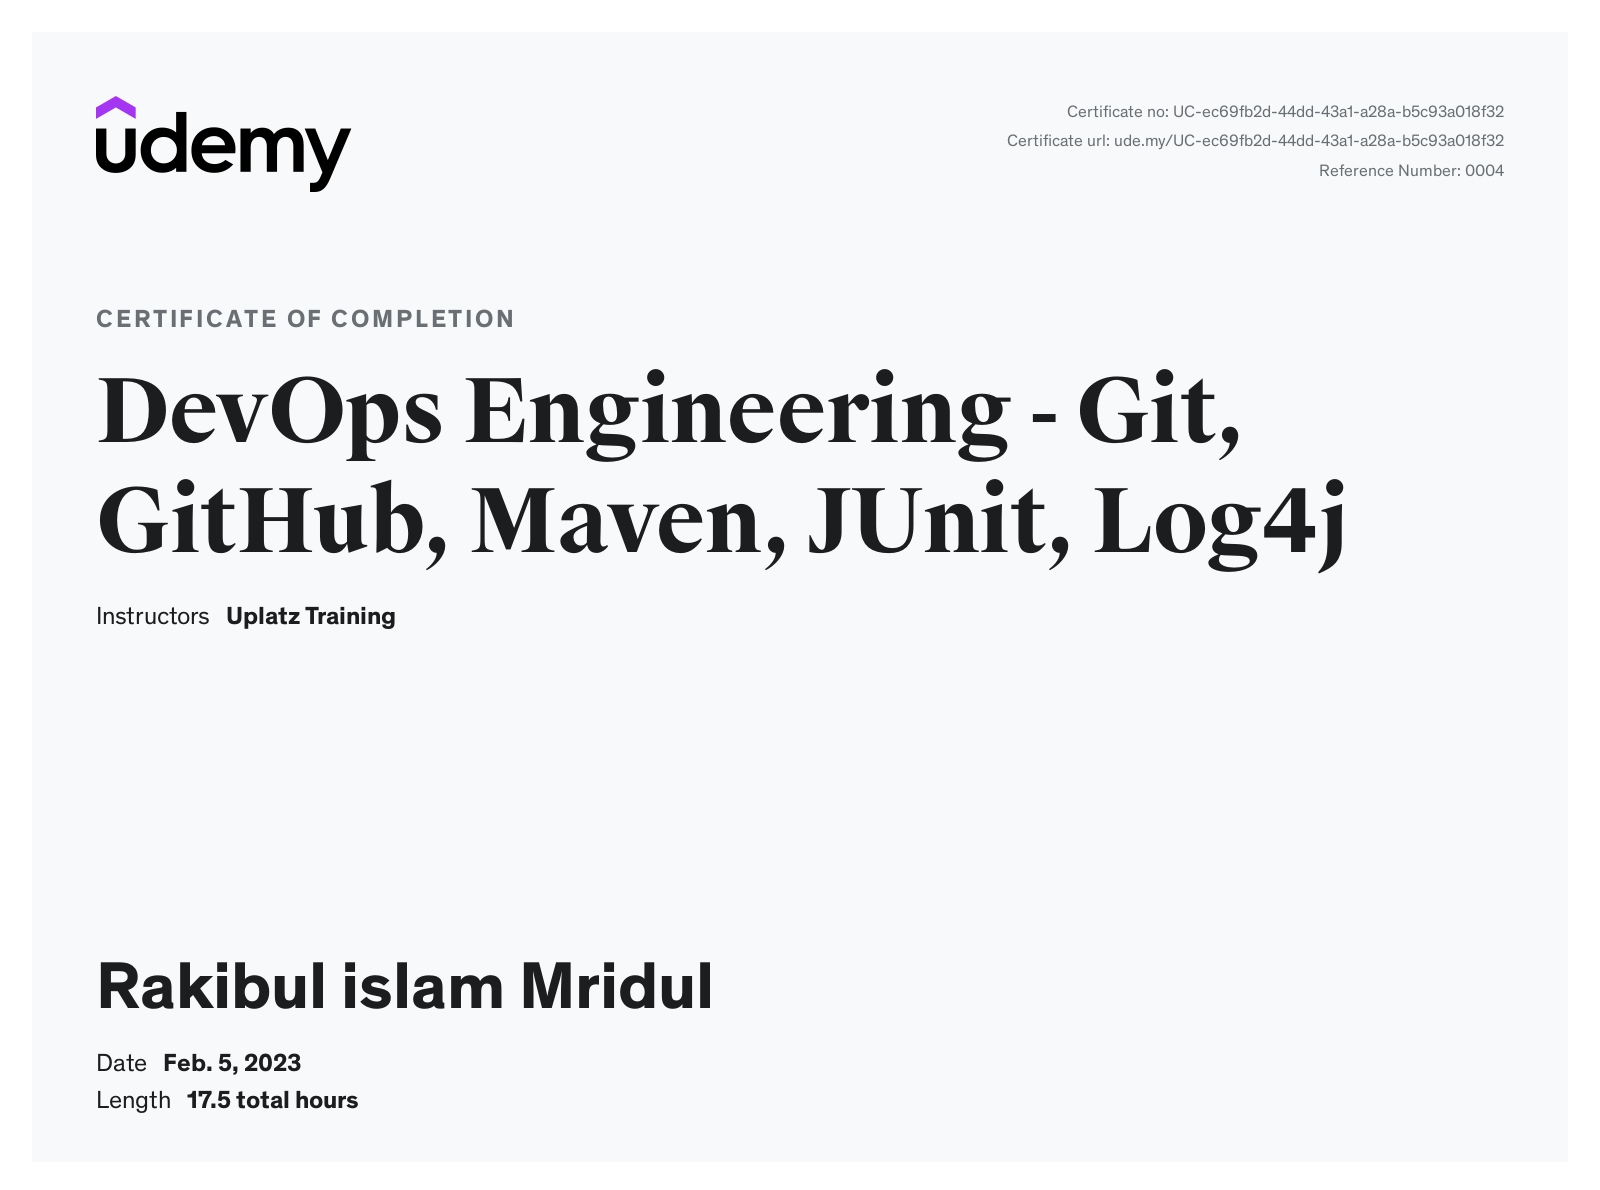 udemy
Certificate no: UC-ec69fb2d-44dd-43a1-a28a-b5c93a018f32
Certificate url: ude.my/UC-ec69fb2d-44dd-43a1-a28a-b5c93a018f32
Reference Number: 0004
CERTIFICATE OF COMPLETION
DevOps Engineering - Git,
GitHub, Maven, JUnit, Log4j
Instructors Uplatz Training
Rakibul islam Mridul
Date Feb. 5, 2023
Length 17.5 total hours